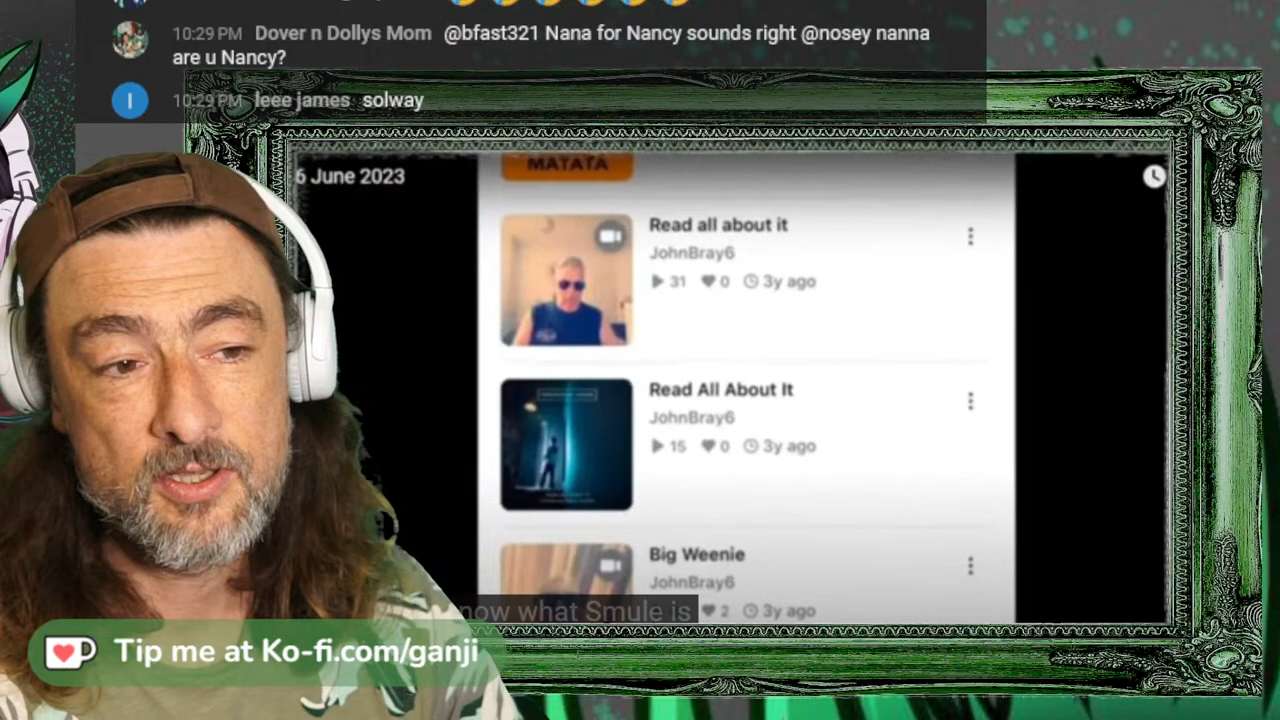 10:29 PM Dover n Dollys Mom @bfast321 Nana for Nancy sounds right @nosey nanna
are u Nancy?
I 10:29 PM leee james solway
6 June 2023
MATATA
Read all about it
JohnBray6
31 0 3y ago
Read All About It
JohnBray6
15 0 3y ago
Big Weenie
JohnBray6
now what Smule is
2 3y ago
Tip me at Ko-fi.com/ganji